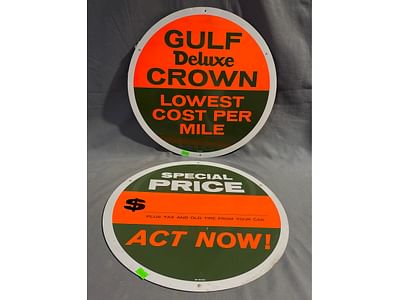 GULF
Deluxe
CROWN
LOWEST
COST PER
MILE
SPECIAL
PRICE
$
PLUS TAX AND OLD TIRE FROM YOUR CAR
ACT NOW!